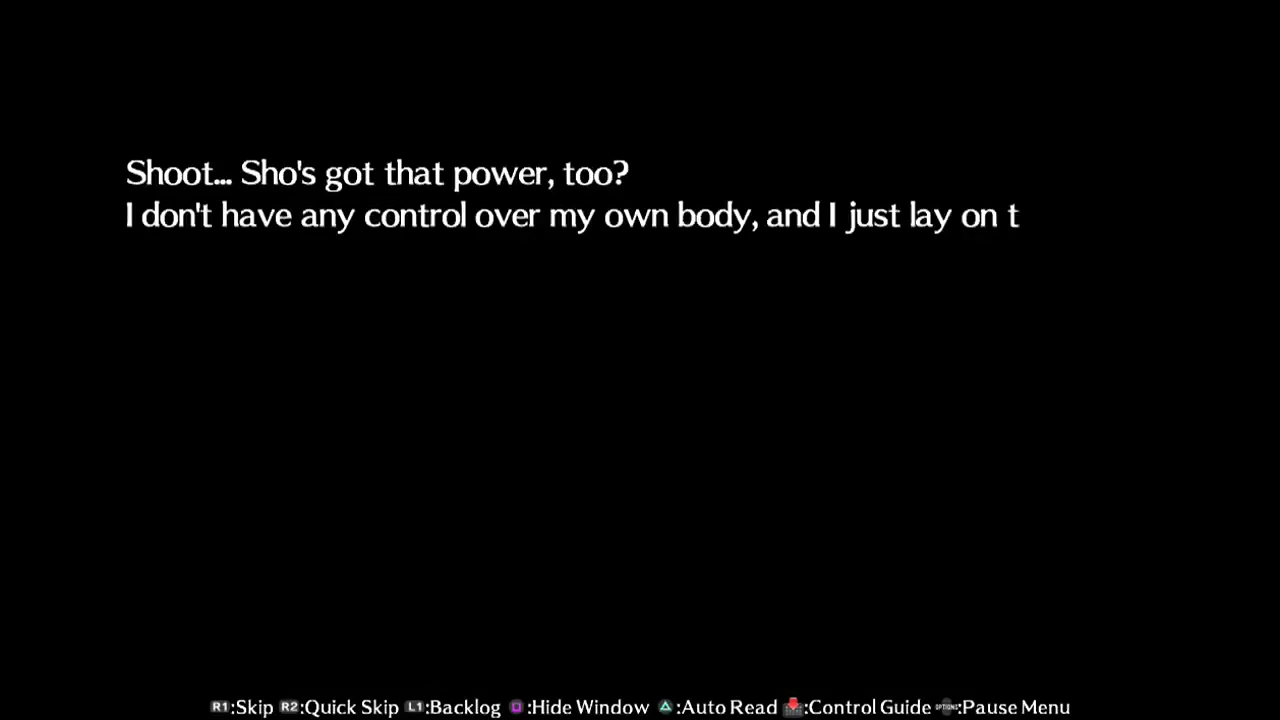 Shoot... Sho's got that power, too?
I don't have any control over my own body, and I just lay on t
R1:Skip R2:Quick Skip L1:Backlog :Hide Window :Auto Read :Control Guide OPTIONS:Pause Menu